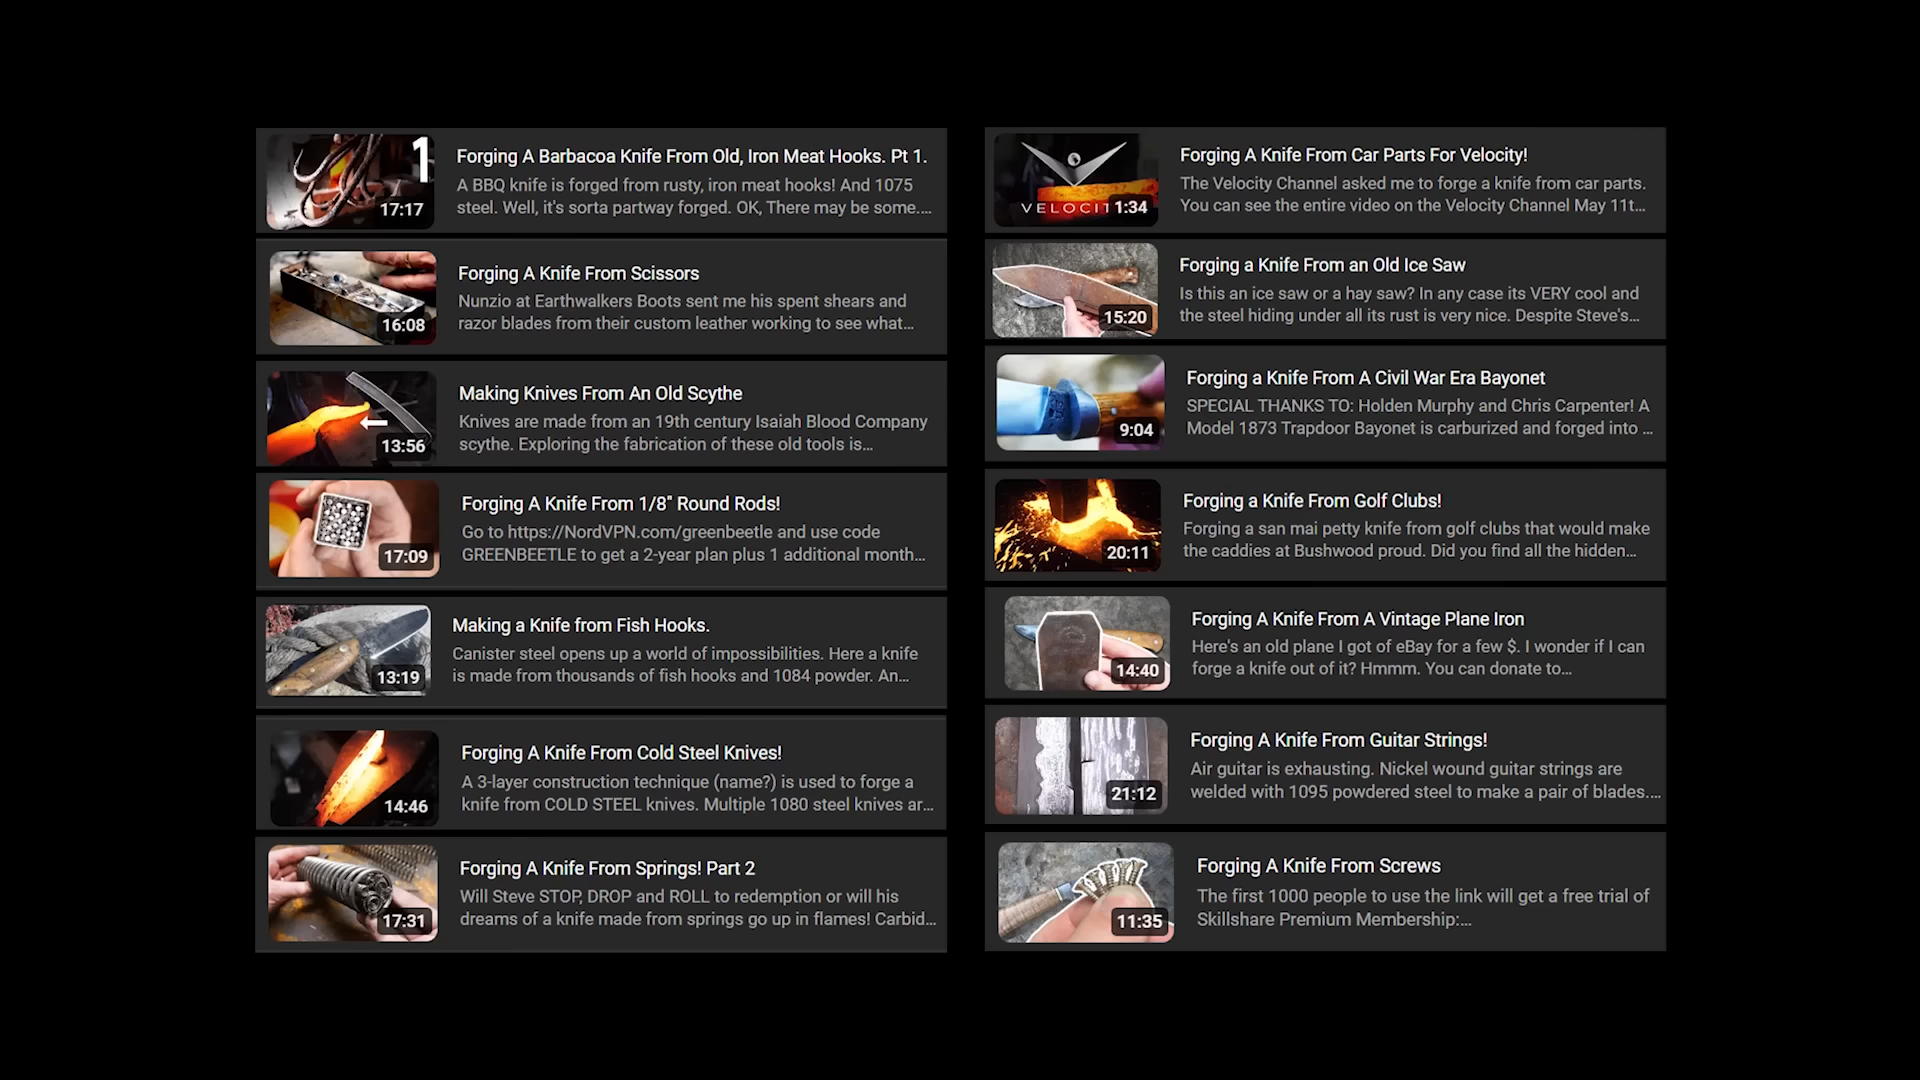 1
17:17
Forging A Barbacoa Knife From Old, Iron Meat Hooks. Pt 1.
A BBQ knife is forged from rusty, iron meat hooks! And 1075
steel. Well, it's sorta partway forged. OK, There may be some....
16:08
Forging A Knife From Scissors
Nunzio at Earthwalkers Boots sent me his spent shears and
razor blades from their custom leather working to see what...
13:56
Making Knives From An Old Scythe
Knives are made from an 19th century Isaiah Blood Company
scythe. Exploring the fabrication of these old tools is...
17:09
Forging A Knife From 1/8" Round Rods!
Go to https://NordVPN.com/greenbeetle and use code
GREENBEETLE to get a 2-year plan plus 1 additional month...
13:19
Making a Knife from Fish Hooks.
Canister steel opens up a world of impossibilities. Here a knife
is made from thousands of fish hooks and 1084 powder. An...
14:46
Forging A Knife From Cold Steel Knives!
A 3-layer construction technique (name?) is used to forge a
knife from COLD STEEL knives. Multiple 1080 steel knives ar...
17:31
Forging A Knife From Springs! Part 2
Will Steve STOP, DROP and ROLL to redemption or will his
dreams of a knife made from springs go up in flames! Carbid...
VELOCIT
1:34
Forging A Knife From Car Parts For Velocity!
The Velocity Channel asked me to forge a knife from car parts.
You can see the entire video on the Velocity Channel May 11t...
15:20
Forging a Knife From an Old Ice Saw
Is this an ice saw or a hay saw? In any case its VERY cool and
the steel hiding under all its rust is very nice. Despite Steve's...
9:04
Forging a Knife From A Civil War Era Bayonet
SPECIAL THANKS TO: Holden Murphy and Chris Carpenter! A
Model 1873 Trapdoor Bayonet is carburized and forged into ...
20:11
Forging a Knife From Golf Clubs!
Forging a san mai petty knife from golf clubs that would make
the caddies at Bushwood proud. Did you find all the hidden...
14:40
Forging A Knife From A Vintage Plane Iron
Here's an old plane I got of eBay for a few $. I wonder if I can
forge a knife out of it? Hmmm. You can donate to...
21:12
Forging A Knife From Guitar Strings!
Air guitar is exhausting. Nickel wound guitar strings are
welded with 1095 powdered steel to make a pair of blades....
11:35
Forging A Knife From Screws
The first 1000 people to use the link will get a free trial of
Skillshare Premium Membership:...